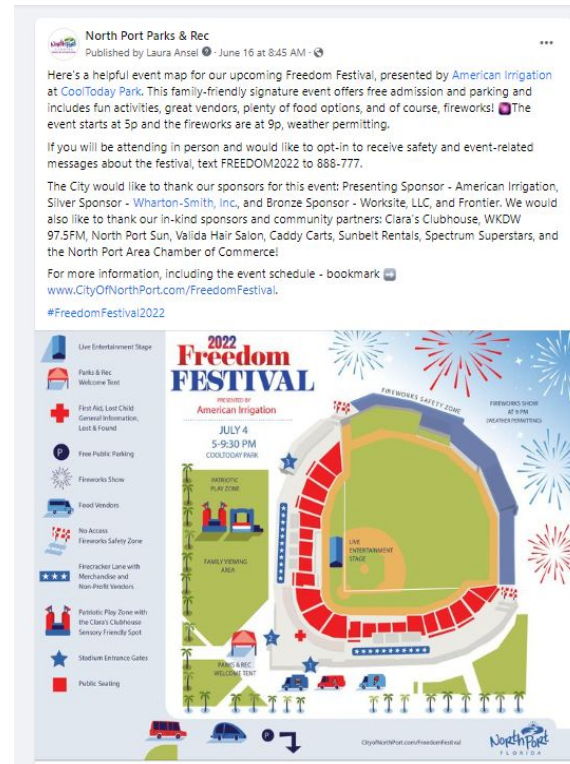 North Port Parks & Rec
Published by Laura Ansel · June 16 at 8:45 AM ·
Here's a helpful event map for our upcoming Freedom Festival, presented by American Irrigation
at CoolToday Park. This family-friendly signature event offers free admission and parking and
includes fun activities, great vendors, plenty of food options, and of course, fireworks! The
event starts at 5p and the fireworks are at 9p, weather permitting.
If you will be attending in person and would like to opt-in to receive safety and event-related
messages about the festival, text FREEDOM2022 to 888-777.
The City would like to thank our sponsors for this event: Presenting Sponsor - American Irrigation,
Silver Sponsor - Wharton-Smith, Inc., and Bronze Sponsor - Worksite, LLC, and Frontier. We would
also like to thank our in-kind sponsors and community partners: Clara's Clubhouse, WKDW
97.5FM, North Port Sun, Valida Hair Salon, Caddy Carts, Sunbelt Rentals, Spectrum Superstars, and
the North Port Area Chamber of Commerce!
For more information, including the event schedule - bookmark
www.CityOfNorthPort.com/FreedomFestival.
#FreedomFestival2022
Live Entertainment Stage
Parks & Rec
Welcome Tent
First Aid, Lost Child
General Information,
Lost & Found
P
Free Public Parking
Fireworks Show
Food Vendors
No Access
Fireworks Safety Zone
Firecracker Lane with
Merchandise and
Non-Profit Vendors
Patriotic Play Zone with
the Clara's Clubhouse
Sensory Friendly Spot
Stadium Entrance Gates
Public Seating
2022
Freedom
FESTIVAL
PRESENTED BY
American Irrigation
JULY 4
5-9:30 PM
COOLTODAY PARK
FIREWORKS SAFETY ZONE
FIREWORKS SHOW
AT 9 PM
(WEATHER PERMITTING)
PATRIOTIC
PLAY ZONE
FAMILY VIEWING
AREA
LIVE
ENTERTAINMENT
STAGE
PARKS & REC
WELCOME TENT
P
CityofNorthPort.com/FreedomFestival
North Port
FLORIDA